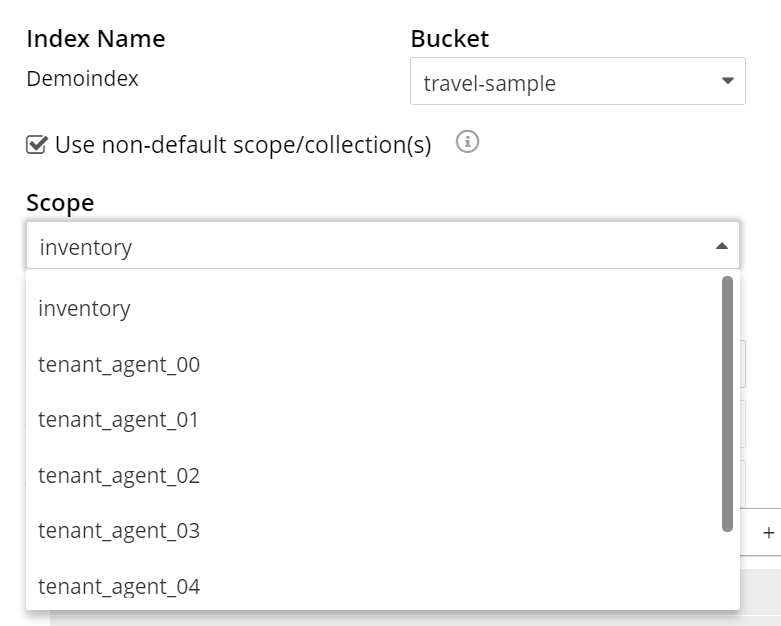 Index Name
Bucket
Demoindex
travel-sample
Use non-default scope/collection(s)
Scope
inventory
inventory
tenant_agent_00
tenant_agent_01
tenant_agent_02
tenant_agent_03
+
tenant_agent_04